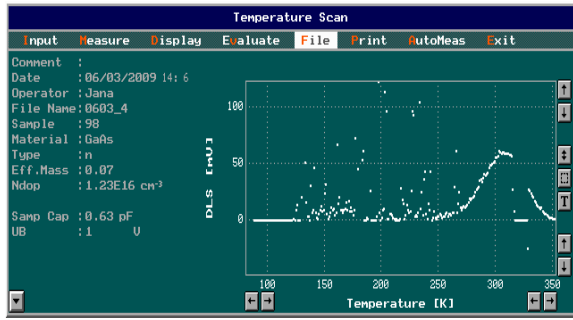 Temperature Scan
Input Measure Display Evaluate File Print AutoMeas Exit
Comment :
Date :06/03/2009 14: 6
Operator :Jana
File Name:0603_4
Sample :98
Material :GaAs
Type :n
Eff.Mass :0.07
Ndop :1.23E16 cm-³
Samp Cap :0.63 pF
UB :1 V
DLS [mV]
100
50
0
100 150 200 250 300 350
Temperature [K]
T